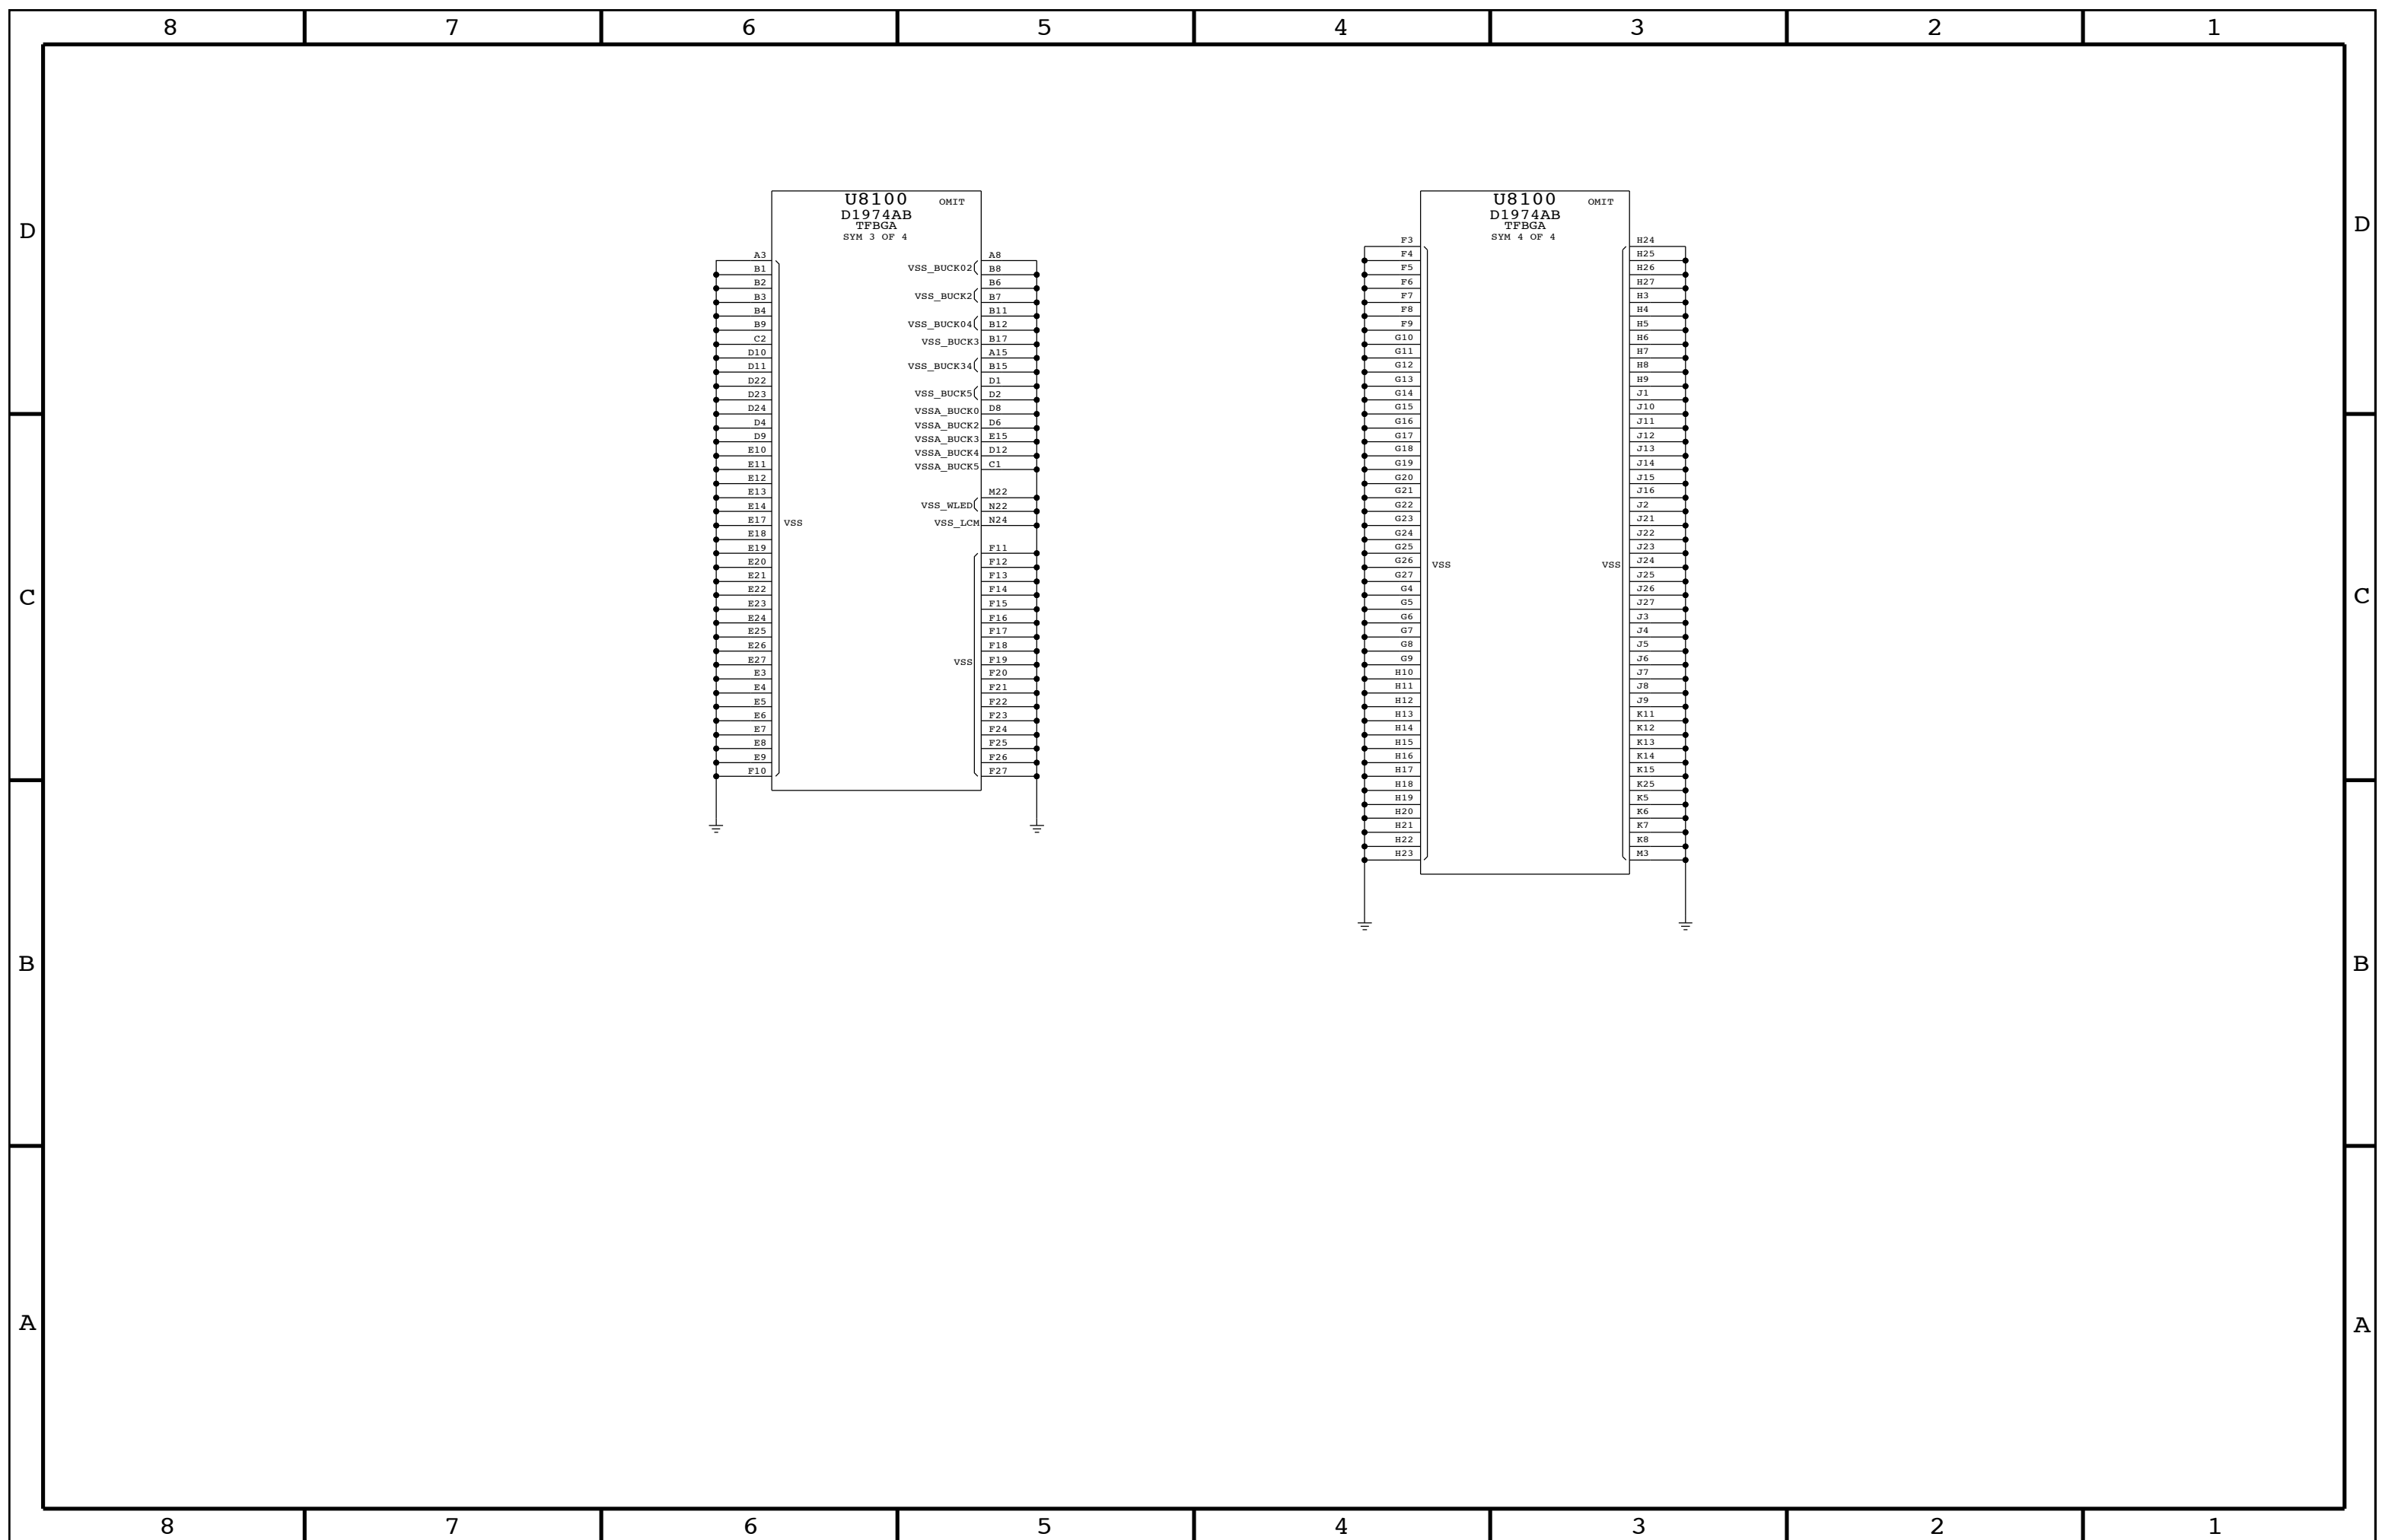 8 7 6 5 4 3 2 1
D
D
C
C
B
B
A
A
U8100 OMIT
D1974AB
TFBGA
SYM 3 OF 4
A3
B1
B2
B3
B4
B9
C2
D10
D11
D22
D23
D24
D4
D9
E10
E11
E12
E13
E14
E17
E18
E19
E20
E21
E22
E23
E24
E25
E26
E27
E3
E4
E5
E6
E7
E8
E9
F10
VSS
VSS_BUCK02
VSS_BUCK2
VSS_BUCK04
VSS_BUCK3
VSS_BUCK34
VSS_BUCK5
VSSA_BUCK0
VSSA_BUCK2
VSSA_BUCK3
VSSA_BUCK4
VSSA_BUCK5
VSS_WLED
VSS_LCM
VSS
A8
B8
B6
B7
B11
B12
B17
A15
B15
D1
D2
D8
D6
E15
D12
C1
M22
N22
N24
F11
F12
F13
F14
F15
F16
F17
F18
F19
F20
F21
F22
F23
F24
F25
F26
F27
U8100 OMIT
D1974AB
TFBGA
SYM 4 OF 4
F3
F4
F5
F6
F7
F8
F9
G10
G11
G12
G13
G14
G15
G16
G17
G18
G19
G20
G21
G22
G23
G24
G25
G26
G27
G4
G5
G6
G7
G8
G9
H10
H11
H12
H13
H14
H15
H16
H17
H18
H19
H20
H21
H22
H23
VSS
VSS
H24
H25
H26
H27
H3
H4
H5
H6
H7
H8
H9
J1
J10
J11
J12
J13
J14
J15
J16
J2
J21
J22
J23
J24
J25
J26
J27
J3
J4
J5
J6
J7
J8
J9
K11
K12
K13
K14
K15
K25
K5
K6
K7
K8
M3
8 7 6 5 4 3 2 1